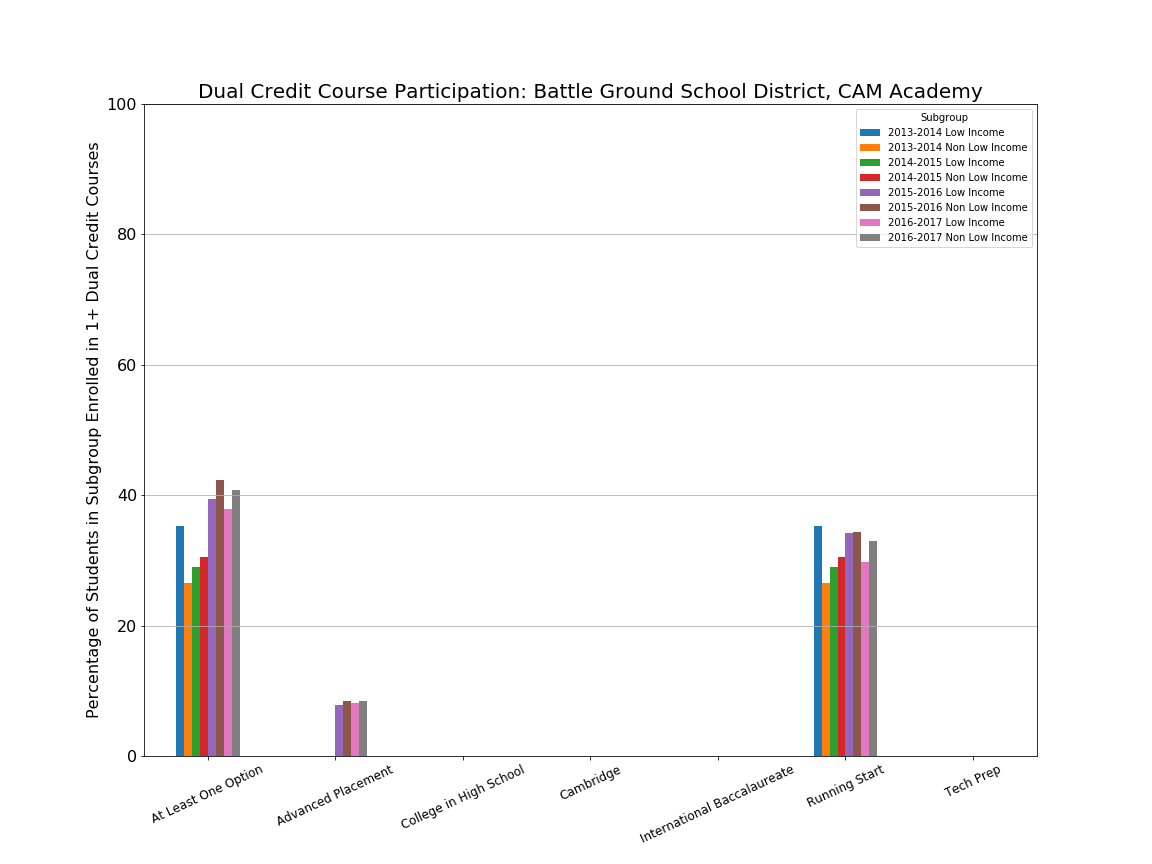 Dual Credit Course Participation: Battle Ground School District, CAM Academy
Percentage of Students in Subgroup Enrolled in 1+ Dual Credit Courses
100
80
60
40
20
0
Subgroup
2013-2014 Low Income
2013-2014 Non Low Income
2014-2015 Low Income
2014-2015 Non Low Income
2015-2016 Low Income
2015-2016 Non Low Income
2016-2017 Low Income
2016-2017 Non Low Income
At Least One Option
Advanced Placement
College in High School
Cambridge
International Baccalaureate
Running Start
Tech Prep